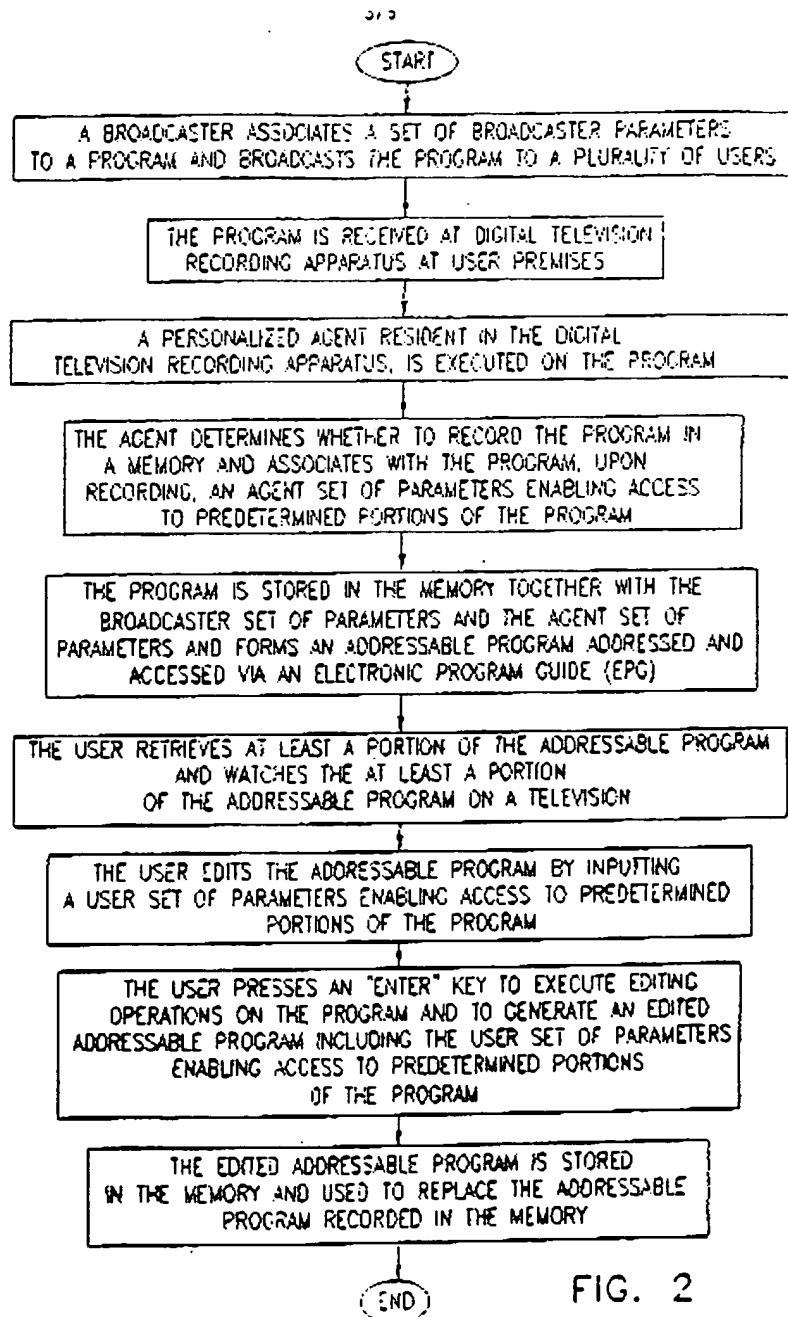 START
A BROADCASTER ASSOCIATES A SET OF BROADCASTER PARAMETERS
TO A PROGRAM AND BROADCASTS THE PROGRAM TO A PLURALITY OF USERS
THE PROGRAM IS RECEIVED AT DIGITAL TELEVISION
RECORDING APPARATUS AT USER PREMISES
A PERSONALIZED AGENT RESIDENT IN THE DIGITAL
TELEVISION RECORDING APPARATUS, IS EXECUTED ON THE PROGRAM
THE AGENT DETERMINES WHETHER TO RECORD THE PROGRAM IN
A MEMORY AND ASSOCIATES WITH THE PROGRAM, UPON
RECORDING, AN AGENT SET OF PARAMETERS ENABLING ACCESS
TO PREDETERMINED PORTIONS OF THE PROGRAM
THE PROGRAM IS STORED IN THE MEMORY TOGETHER WITH THE
BROADCASTER SET OF PARAMETERS AND THE AGENT SET OF
PARAMETERS AND FORMS AN ADDRESSABLE PROGRAM ADDRESSED AND
ACCESSED VIA AN ELECTRONIC PROGRAM GUIDE (EPG)
THE USER RETRIEVES AT LEAST A PORTION OF THE ADDRESSABLE PROGRAM
AND WATCHES THE AT LEAST A PORTION
OF THE ADDRESSABLE PROGRAM ON A TELEVISION
THE USER EDITS THE ADDRESSABLE PROGRAM BY INPUTTING
A USER SET OF PARAMETERS ENABLING ACCESS TO PREDETERMINED
PORTIONS OF THE PROGRAM
THE USER PRESSES AN "ENTER" KEY TO EXECUTE EDITING
OPERATIONS ON THE PROGRAM AND TO GENERATE AN EDITED
ADDRESSABLE PROGRAM INCLUDING THE USER SET OF PARAMETERS
ENABLING ACCESS TO PREDETERMINED PORTIONS
OF THE PROGRAM
THE EDITED ADDRESSABLE PROGRAM IS STORED
IN THE MEMORY AND USED TO REPLACE THE ADDRESSABLE
PROGRAM RECORDED IN THE MEMORY
END
FIG. 2